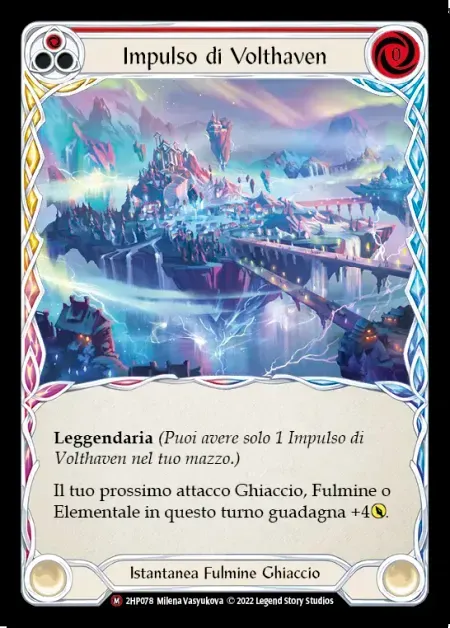 Impulso di Volthaven
0
Leggendaria (Puoi avere solo 1 Impulso di
Volthaven nel tuo mazzo.)
Il tuo prossimo attacco Ghiaccio, Fulmine o
Elementale in questo turno guadagna +4.
Istantanea Fulmine Ghiaccio
M 2HP078 Milena Vasyukova © 2022 Legend Story Studios